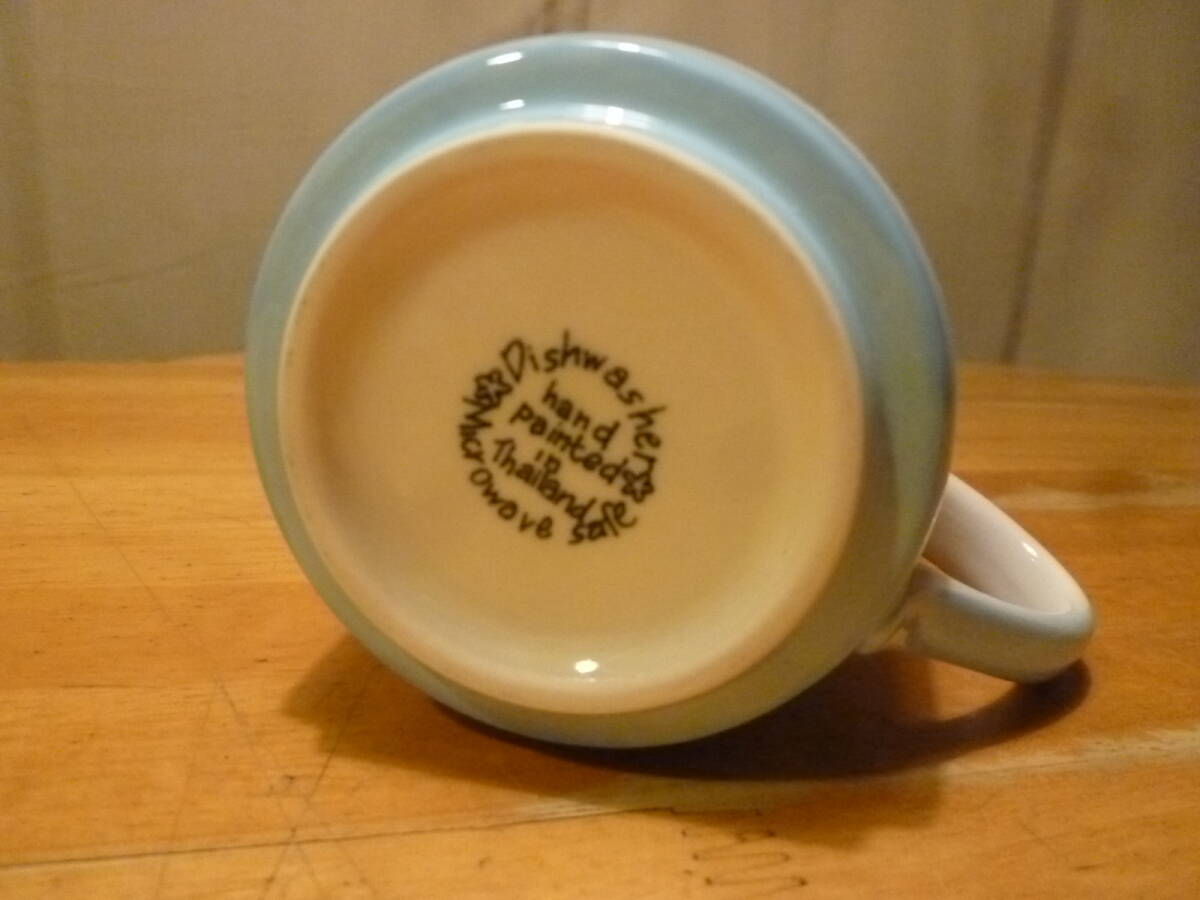 Dishwasher
Microwave safe
hand
painted
in
Thailand